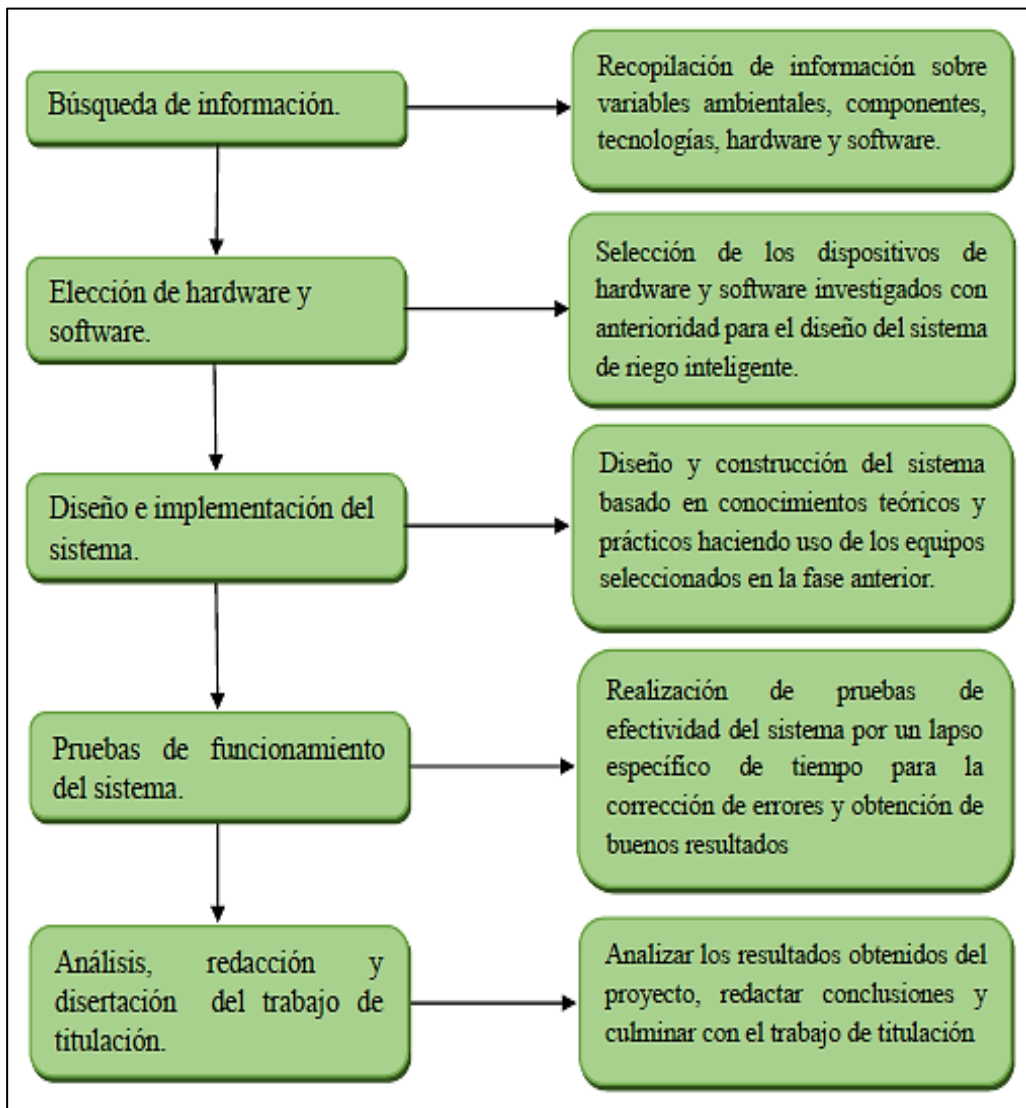 Búsqueda de información.
Recopilación de información sobre
variables ambientales, componentes,
tecnologías, hardware y software.
Elección de hardware y
software.
Selección de los dispositivos de
hardware y software investigados con
anterioridad para el diseño del sistema
de riego inteligente.
Diseño e implementación del
sistema.
Diseño y construcción del sistema
basado en conocimientos teóricos y
prácticos haciendo uso de los equipos
seleccionados en la fase anterior.
Pruebas de funcionamiento
del sistema.
Realización de pruebas de
efectividad del sistema por un lapso
específico de tiempo para la
corrección de errores y obtención de
buenos resultados
Análisis, redacción y
disertación del trabajo de
titulación.
Analizar los resultados obtenidos del
proyecto, redactar conclusiones y
culminar con el trabajo de titulación